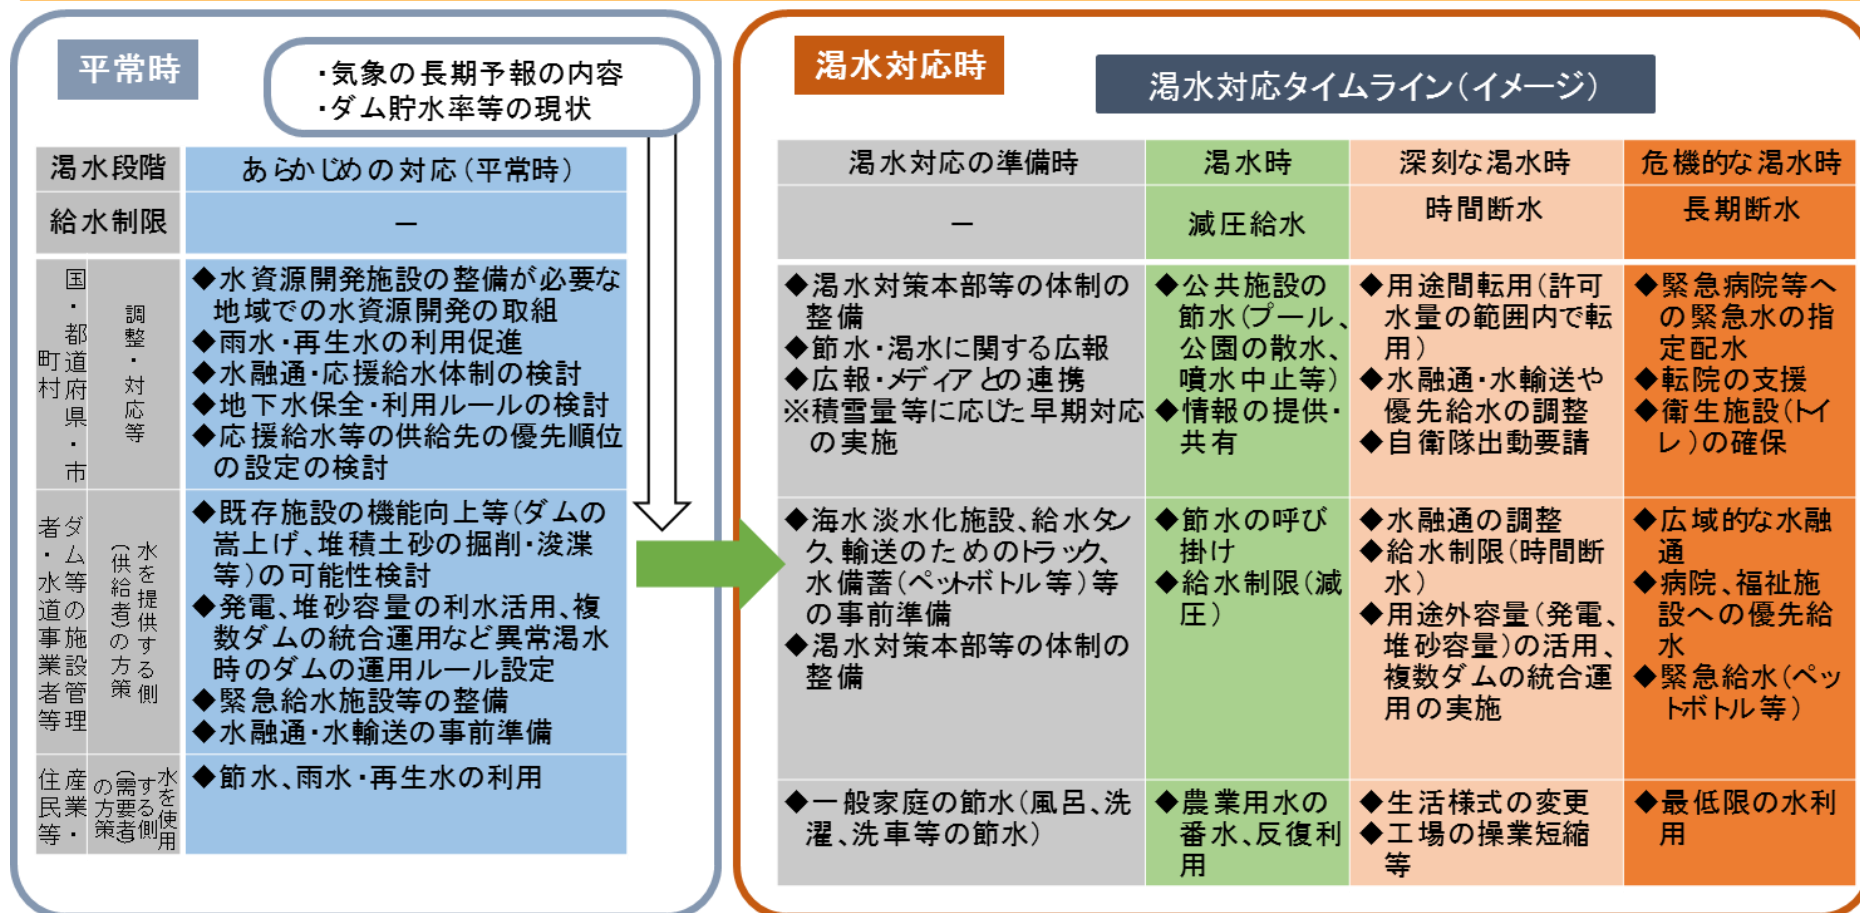 平常時
・気象の長期予報の内容
・ダム貯水率等の現状
渇水段階
あらかじめの対応（平常時）
給水制限
－
国・都道府県・市町村
調整・対応等
◆水資源開発施設の整備が必要な
地域での水資源開発の取組
◆雨水・再生水の利用促進
◆水融通・応援給水体制の検討
◆地下水保全・利用ルールの検討
◆応援給水等の供給先の優先順位
の設定の検討
ダム等の施設管理
者・水道事業者等
水を提供する側
（供給者）の方策
◆既存施設の機能向上等（ダムの
嵩上げ、堆積土砂の掘削・浚渫
等）の可能性検討
◆発電、堆砂容量の利水活用、複
数ダムの統合運用など異常渇水
時のダムの運用ルール設定
◆緊急給水施設等の整備
◆水融通・水輸送の事前準備
産業・
住民等
水を使用
する側
（需要者）
の方策
◆節水、雨水・再生水の利用
渇水対応時
渇水対応タイムライン（イメージ）
渇水対応の準備時
渇水時
深刻な渇水時
危機的な渇水時
－
減圧給水
時間断水
長期断水
◆渇水対策本部等の体制の
整備
◆節水・渇水に関する広報
◆広報・メディアとの連携
※積雪量等に応じた早期対応
の実施
◆公共施設の
節水（プール、
公園の散水、
噴水中止等）
◆情報の提供・
共有
◆用途間転用（許可
水量の範囲内で転
用）
◆水融通・水輸送や
優先給水の調整
◆自衛隊出動要請
◆緊急病院等へ
の緊急水の指
定配水
◆転院の支援
◆衛生施設（トイ
レ）の確保
◆海水淡水化施設、給水タン
ク、輸送のためのトラック、
水備蓄（ペットボトル等）等
の事前準備
◆渇水対策本部等の体制の
整備
◆節水の呼び
掛け
◆給水制限（減
圧）
◆水融通の調整
◆給水制限（時間断
水）
◆用途外容量（発電、
堆砂容量）の活用、
複数ダムの統合運
用の実施
◆広域的な水融
通
◆病院、福祉施
設への優先給
水
◆緊急給水（ペッ
トボトル等）
◆一般家庭の節水（風呂、洗
濯、洗車等の節水）
◆農業用水の
番水、反復利
用
◆生活様式の変更
◆工場の操業短縮
等
◆最低限の水利
用